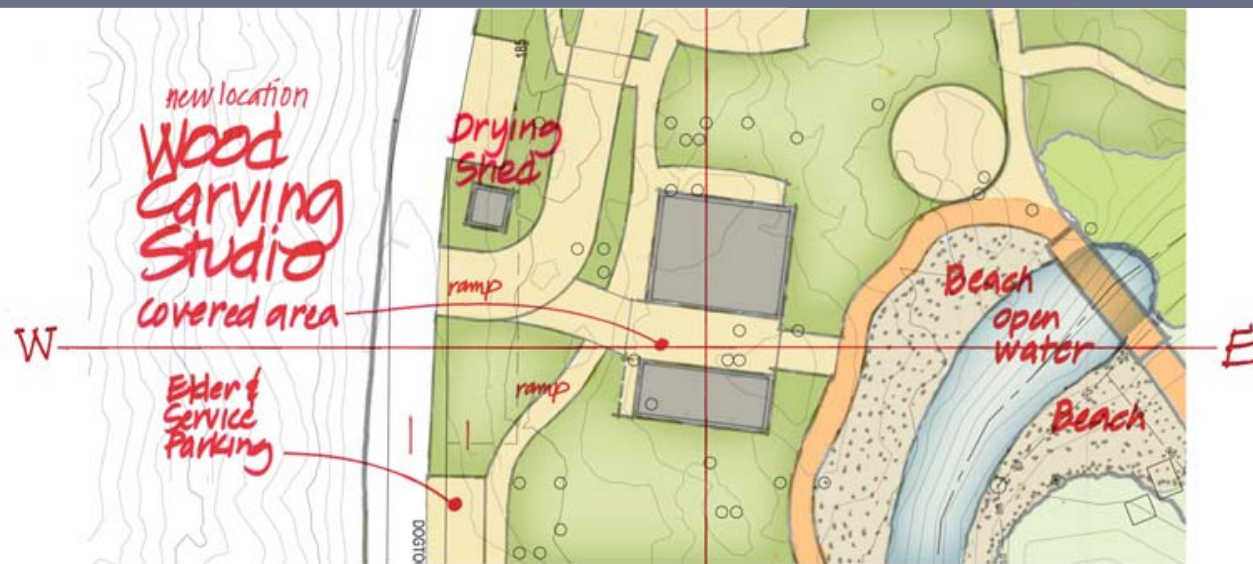 new location
Wood
Carving
Studio
covered area
W
Elder &
Service
Parking
185
Drying
Shed
ramp
ramp
Beach
open
water
E
Beach
DOGTO